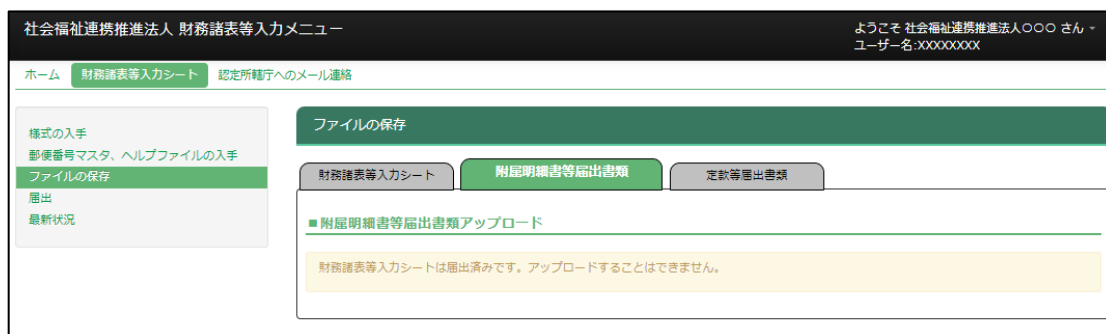 社会福祉連携推進法人 財務諸表等入力メニュー
ようこそ 社会福祉連携推進法人〇〇〇 さん
ユーザー名:XXXXXXXX
ホーム 財務諸表等入力シート 認定所轄庁へのメール連絡
様式の入手
郵便番号マスタ、ヘルプファイルの入手
ファイルの保存
届出
最新状況
ファイルの保存
財務諸表等入力シート 附属明細書等届出書類 定款等届出書類
■附属明細書等届出書類アップロード
財務諸表等入力シートは届出済みです。アップロードすることはできません。